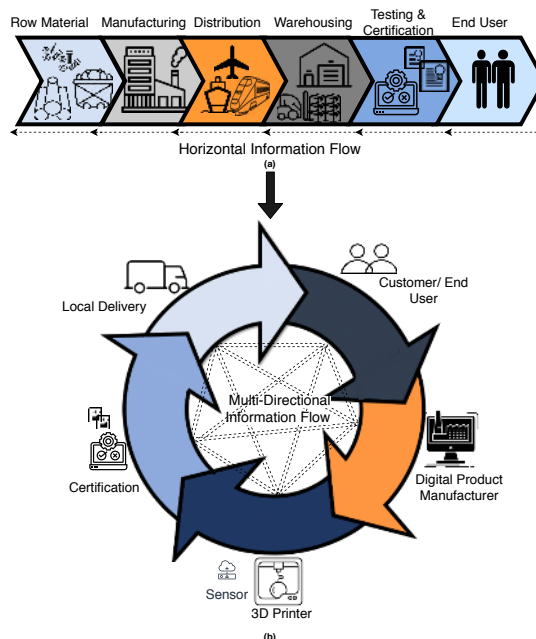 Row Material
Manufacturing
Distribution
Warehousing
Testing &
Certification
End User
Horizontal Information Flow
(a)
Local Delivery
Customer/ End
User
Multi-Directional
Information Flow
Digital Product
Manufacturer
Certification
Sensor
3D Printer
(b)